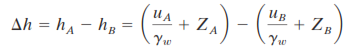 Δh = h_A − h_B = (u_A/γ_w + Z_A) − (u_B/γ_w + Z_B)